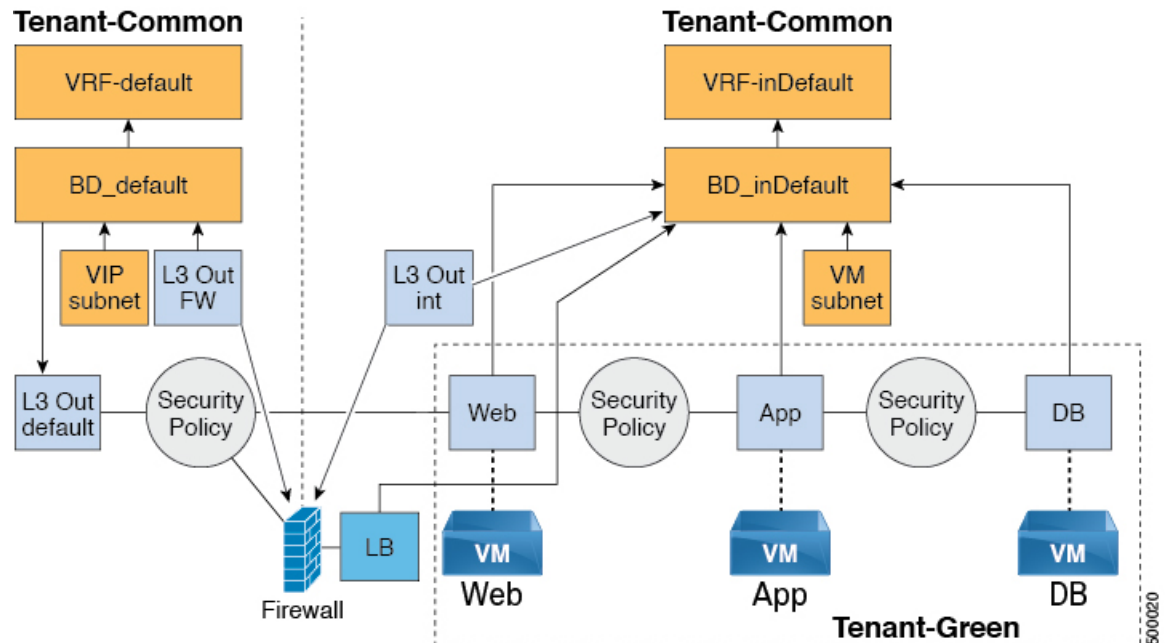 Tenant-Common
Tenant-Common
VRF-default
VRF-inDefault
BD_default
BD_inDefault
VIP
subnet
L3 Out
FW
L3 Out
int
VM
subnet
L3 Out
default
Security
Policy
Web
Security
Policy
App
Security
Policy
DB
LB
VM
VM
VM
Firewall
Web
App
DB
Tenant-Green
500020